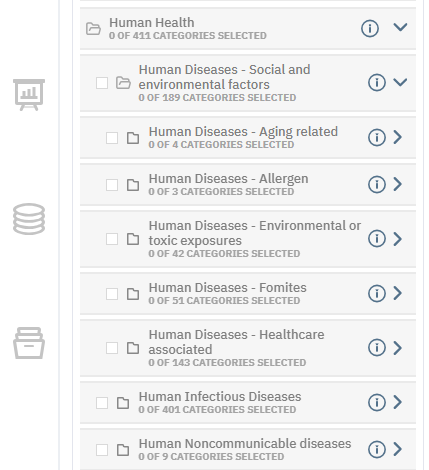 Human Health
0 OF 411 CATEGORIES SELECTED
Human Diseases - Social and
environmental factors
0 OF 189 CATEGORIES SELECTED
Human Diseases - Aging related
0 OF 4 CATEGORIES SELECTED
Human Diseases - Allergen
0 OF 3 CATEGORIES SELECTED
Human Diseases - Environmental or
toxic exposures
0 OF 42 CATEGORIES SELECTED
Human Diseases - Fomites
0 OF 51 CATEGORIES SELECTED
Human Diseases - Healthcare
associated
0 OF 143 CATEGORIES SELECTED
Human Infectious Diseases
0 OF 401 CATEGORIES SELECTED
Human Noncommunicable diseases
0 OF 9 CATEGORIES SELECTED